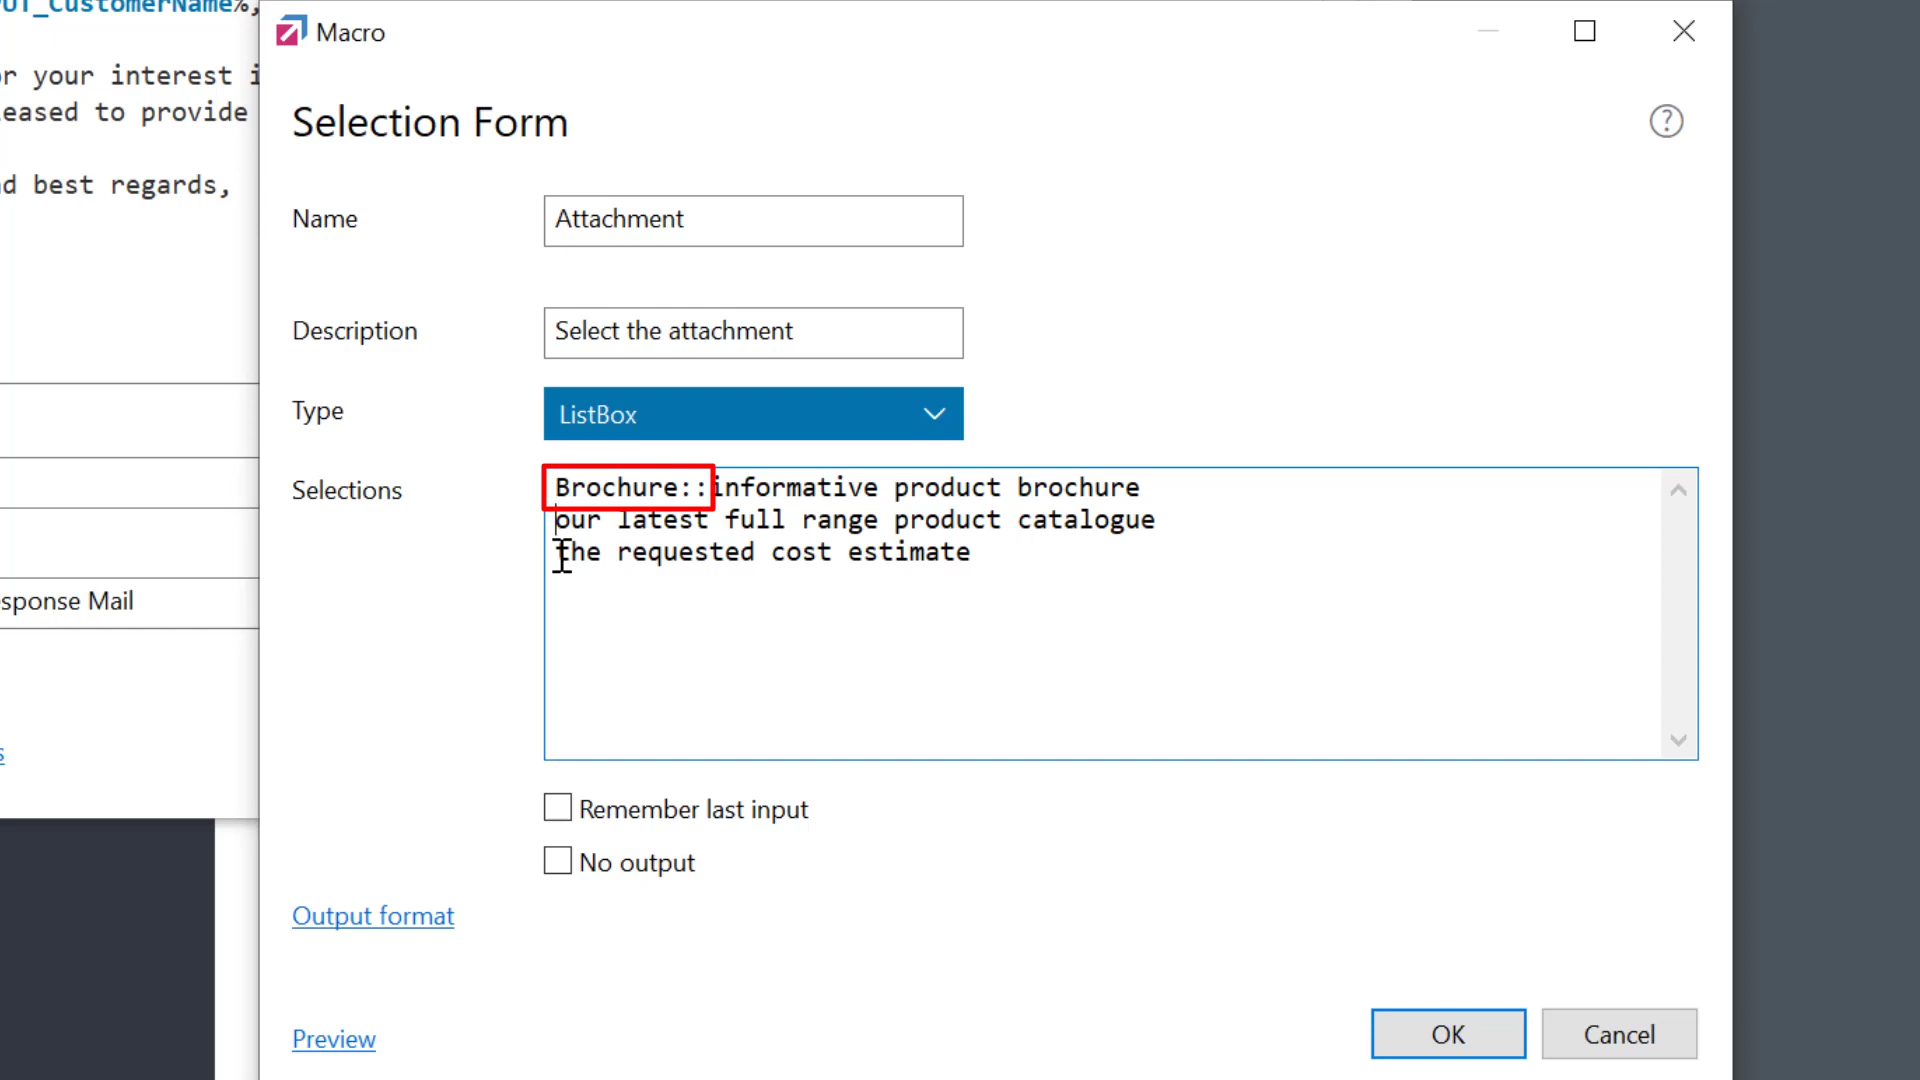 UT_CustomerName%,
Macro
or your interest i
eased to provide
d best regards,
Selection Form
?
Name
Attachment
Description
Select the attachment
Type
ListBox
Selections
Brochure::informative product brochure
our latest full range product catalogue
the requested cost estimate
sponse Mail
s
Remember last input
No output
Output format
Preview
OK
Cancel